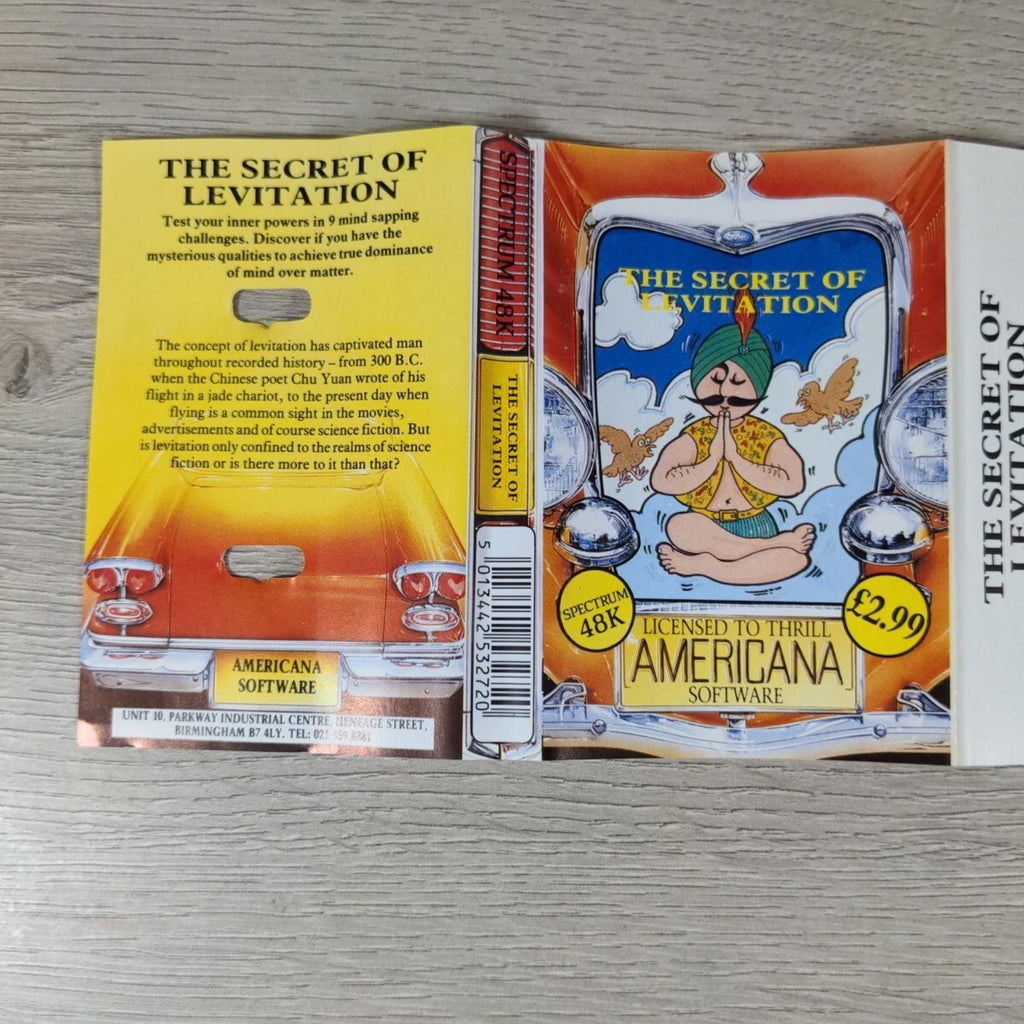 THE SECRET OF
LEVITATION
Test your inner powers in 9 mind sapping
challenges. Discover if you have the
mysterious qualities to achieve true dominance
of mind over matter.
The concept of levitation has captivated man
throughout recorded history – from 300 B.C.
when the Chinese poet Chu Yuan wrote of his
flight in a jade chariot, to the present day when
flying is a common sight in the movies,
advertisements and of course science fiction. But
is levitation only confined to the realms of science
fiction or is there more to it than that?
AMERICANA
SOFTWARE
UNIT 10, PARKWAY INDUSTRIAL CENTRE, HENEAGE STREET,
BIRMINGHAM B7 4LY. TEL: 021-359 8881
SPECTRUM 48K
THE SECRET OF
LEVITATION
5 013442 532720
THE SECRET OF
LEVITATION
SPECTRUM
48K
£2.99
LICENSED TO THRILL
AMERICANA
SOFTWARE
THE SECRET OF
LEVITATION